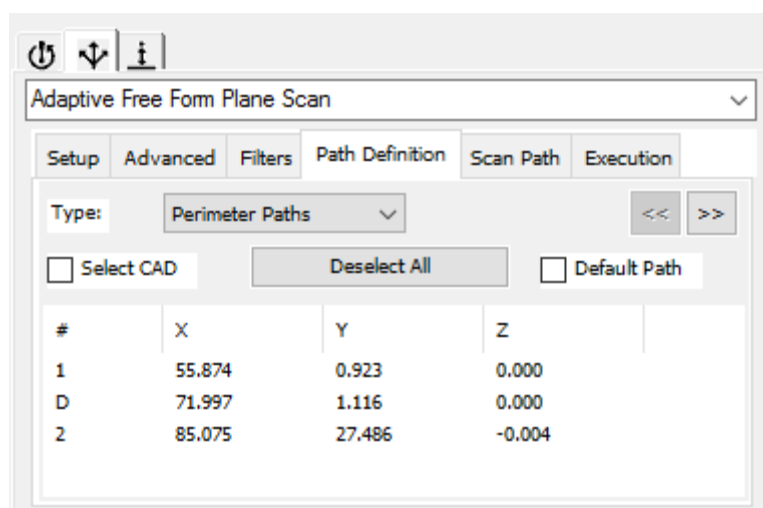 Adaptive Free Form Plane Scan
Setup Advanced Filters Path Definition Scan Path Execution
Type: Perimeter Paths << >>
Select CAD Deselect All Default Path
# X Y Z
1 55.874 0.923 0.000
D 71.997 1.116 0.000
2 85.075 27.486 -0.004